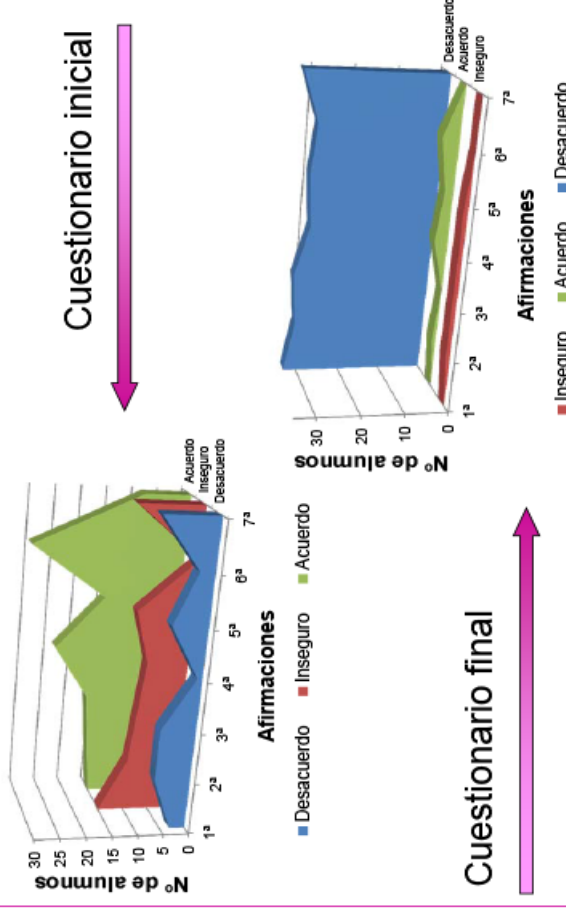 Cuestionario inicial
30
25
20
15
10
5
0
Nº de alumnos
1ª 2ª 3ª 4ª 5ª 6ª 7ª
Acuerdo
Inseguro
Desacuerdo
Afirmaciones
Desacuerdo Inseguro Acuerdo
Cuestionario final
30
20
10
0
Nº de alumnos
1ª 2ª 3ª 4ª 5ª 6ª 7ª
Desacuerdo
Acuerdo
Inseguro
Afirmaciones
Inseguro Acuerdo Desacuerdo